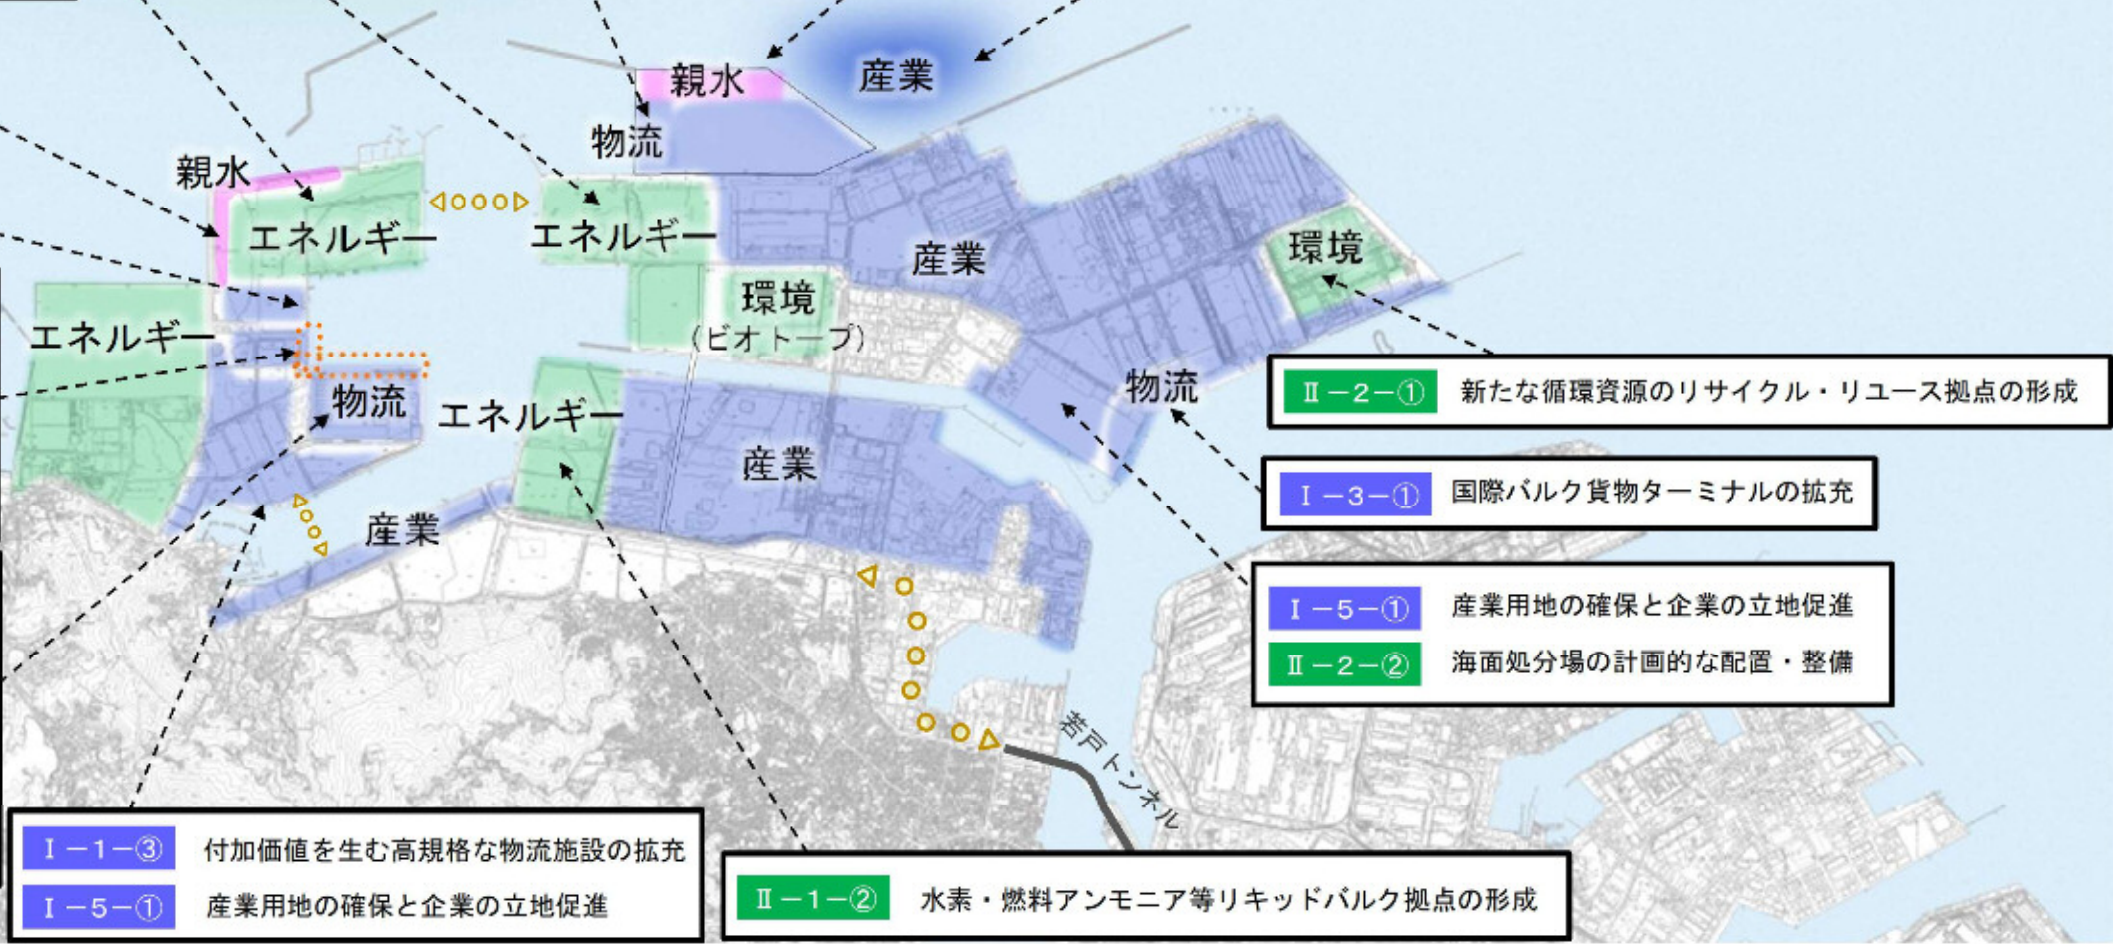 産業
親水
物流
親水
エネルギー
エネルギー
産業
環境
環境
(ビオトープ)
エネルギー
物流
エネルギー
物流
産業
産業
Ⅱ－2－① 新たな循環資源のリサイクル・リユース拠点の形成
Ⅰ－3－① 国際バルク貨物ターミナルの拡充
Ⅰ－5－① 産業用地の確保と企業の立地促進
Ⅱ－2－② 海面処分場の計画的な配置・整備
若戸トンネル
Ⅰ－1－③ 付加価値を生む高規格な物流施設の拡充
Ⅰ－5－① 産業用地の確保と企業の立地促進
Ⅱ－1－② 水素・燃料アンモニア等リキッドバルク拠点の形成